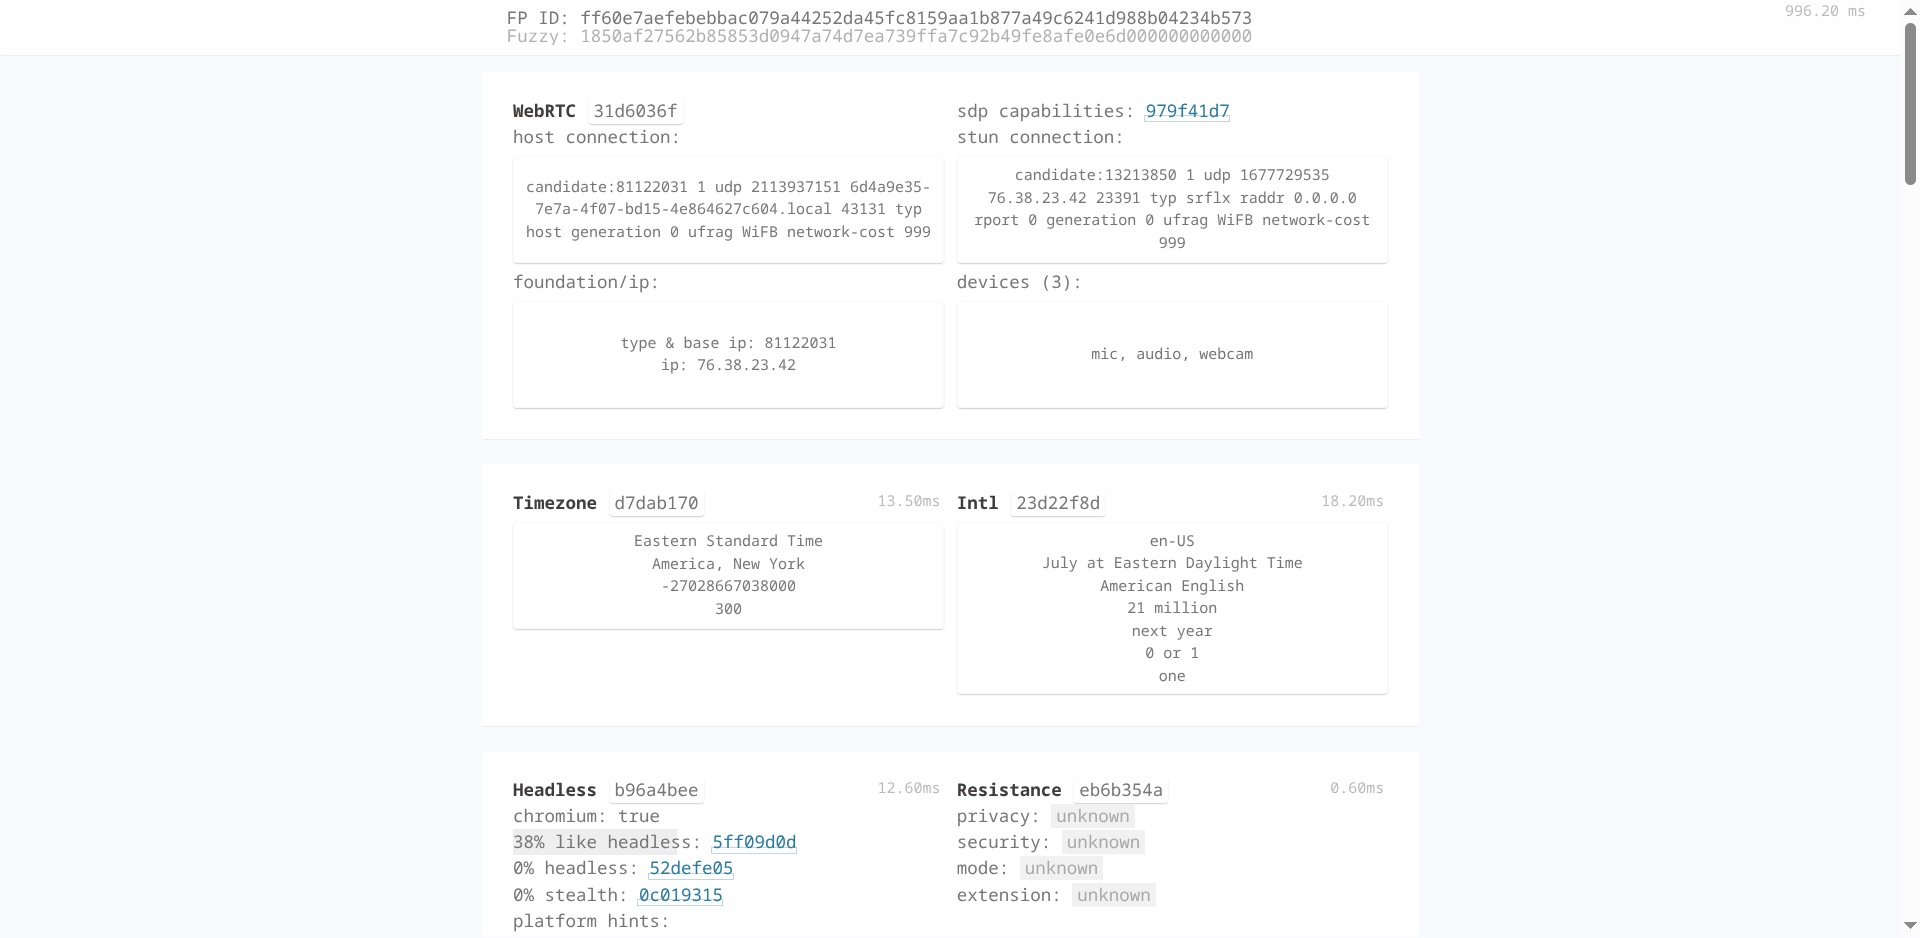 FP ID: ff60e7aefebebbac079a44252da45fc8159aa1b877a49c6241d988b04234b573
Fuzzy: 1850af27562b85853d0947a74d7ea739ffa7c92b49fe8afe0e6d000000000000
996.20 ms
WebRTC 31d6036f
host connection:
candidate:81122031 1 udp 2113937151 6d4a9e35-
7e7a-4f07-bd15-4e864627c604.local 43131 typ
host generation 0 ufrag WiFB network-cost 999
foundation/ip:
type & base ip: 81122031
ip: 76.38.23.42
sdp capabilities: 979f41d7
stun connection:
candidate:13213850 1 udp 1677729535
76.38.23.42 23391 typ srflx raddr 0.0.0.0
rport 0 generation 0 ufrag WiFB network-cost
999
devices (3):
mic, audio, webcam
Timezone d7dab170
13.50ms
Eastern Standard Time
America, New York
-27028667038000
300
Intl 23d22f8d
18.20ms
en-US
July at Eastern Daylight Time
American English
21 million
next year
0 or 1
one
Headless b96a4bee
12.60ms
chromium: true
38% like headless: 5ff09d0d
0% headless: 52defe05
0% stealth: 0c019315
platform hints:
Resistance eb6b354a
0.60ms
privacy: unknown
security: unknown
mode: unknown
extension: unknown